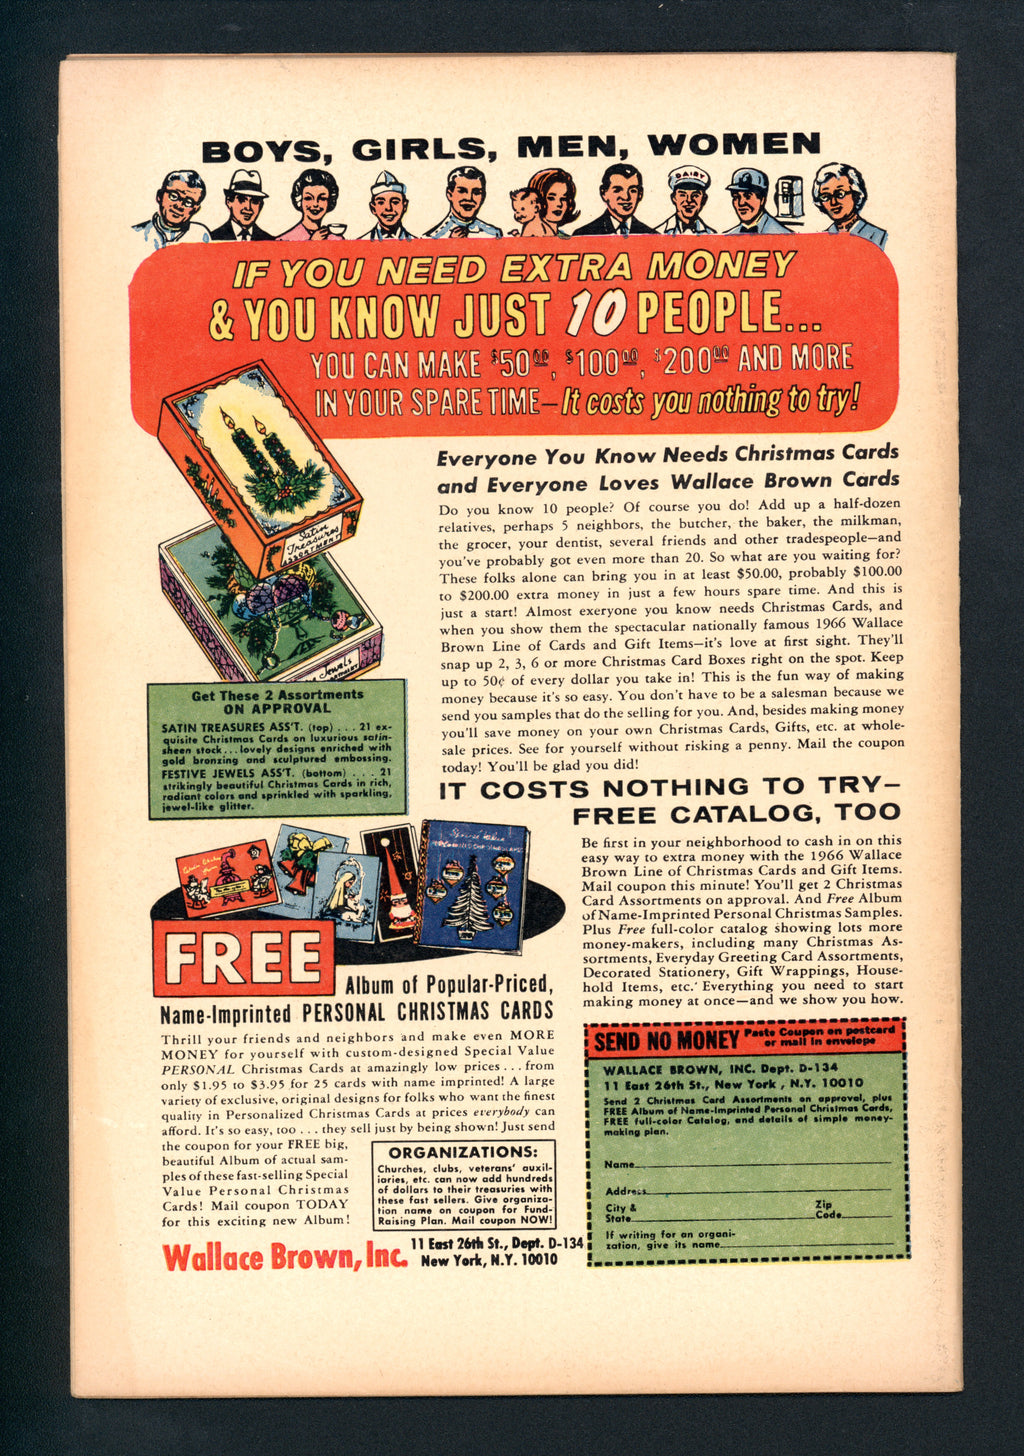 BOYS, GIRLS, MEN, WOMEN
DAIRY
IF YOU NEED EXTRA MONEY
& YOU KNOW JUST 10 PEOPLE...
YOU CAN MAKE $50.00, $100.00, $200.00 AND MORE
IN YOUR SPARE TIME—It costs you nothing to try!
Satin
Treasures
ASSORTMENT
Jewels
Get These 2 Assortments
ON APPROVAL
SATIN TREASURES ASS'T. (top) . . . 21 ex-
quisite Christmas Cards on luxurious satin-
sheen stock . . . lovely designs enriched with
gold bronzing and sculptured embossing.
FESTIVE JEWELS ASS'T. (bottom) . . . . 21
strikingly beautiful Christmas Cards in rich,
radiant colors and sprinkled with sparkling,
jewel-like glitter.
Everyone You Know Needs Christmas Cards
and Everyone Loves Wallace Brown Cards
Do you know 10 people? Of course you do! Add up a half-dozen
relatives, perhaps 5 neighbors, the butcher, the baker, the milkman,
the grocer, your dentist, several friends and other tradespeople—and
you've probably got even more than 20. So what are you waiting for?
These folks alone can bring you in at least $50.00, probably $100.00
to $200.00 extra money in just a few hours spare time. And this is
just a start! Almost exeryone you know needs Christmas Cards, and
when you show them the spectacular nationally famous 1966 Wallace
Brown Line of Cards and Gift Items—it's love at first sight. They'll
snap up 2, 3, 6 or more Christmas Card Boxes right on the spot. Keep
up to 50¢ of every dollar you take in! This is the fun way of making
money because it's so easy. You don't have to be a salesman because we
send you samples that do the selling for you. And, besides making money
you'll save money on your own Christmas Cards, Gifts, etc. at whole-
sale prices. See for yourself without risking a penny. Mail the coupon
today! You'll be glad you did!
IT COSTS NOTHING TO TRY—
FREE CATALOG, TOO
Be first in your neighborhood to cash in on this
easy way to extra money with the 1966 Wallace
Brown Line of Christmas Cards and Gift Items.
Mail coupon this minute! You'll get 2 Christmas
Card Assortments on approval. And Free Album
of Name-Imprinted Personal Christmas Samples.
Plus Free full-color catalog showing lots more
money-makers, including many Christmas As-
sortments, Everyday Greeting Card Assortments,
Decorated Stationery, Gift Wrappings, House-
hold Items, etc. Everything you need to start
making money at once—and we show you how.
FREE
Album of Popular-Priced,
Name-Imprinted PERSONAL CHRISTMAS CARDS
Thrill your friends and neighbors and make even MORE
MONEY for yourself with custom-designed Special Value
PERSONAL Christmas Cards at amazingly low prices . . . from
only $1.95 to $3.95 for 25 cards with name imprinted! A large
variety of exclusive, original designs for folks who want the finest
quality in Personalized Christmas Cards at prices everybody can
afford. It's so easy, too . . . they sell just by being shown! Just send
the coupon for your FREE big,
beautiful Album of actual sam-
ples of these fast-selling Special
Value Personal Christmas
Cards! Mail coupon TODAY
for this exciting new Album!
ORGANIZATIONS:
Churches, clubs, veterans' auxil-
iaries, etc. can now add hundreds
of dollars to their treasuries with
these fast sellers. Give organiza-
tion name on coupon for Fund-
Raising Plan. Mail coupon NOW!
Wallace Brown, Inc. 11 East 26th St., Dept. D-134
New York, N.Y. 10010
SEND NO MONEY Paste Coupon on postcard
or mail in envelope
WALLACE BROWN, INC. Dept. D-134
11 East 26th St., New York , N.Y. 10010
Send 2 Christmas Card Assortments on approval, plus
FREE Album of Name-Imprinted Personal Christmas Cards,
FREE full-color Catalog, and details of simple money-
making plan.
Name
Address
City & State
Zip Code
If writing for an organi-
zation, give its name